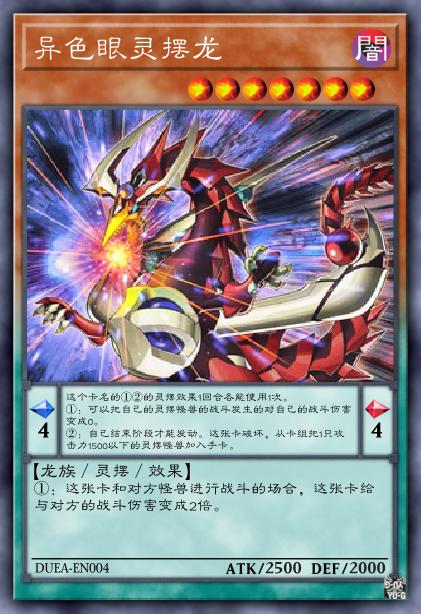 异色眼灵摆龙
闇
这个卡名的①②的灵摆效果1回合各能使用1次。
①：可以把自己的灵摆怪兽的战斗发生的对自己的战斗伤害
变成0。
②：自己结束阶段才能发动。这张卡破坏，从卡组把1只攻
击力1500以下的灵摆怪兽加入手卡。
4
4
【龙族／灵摆／效果】
①：这张卡和对方怪兽进行战斗的场合，这张卡给
与对方的战斗伤害变成2倍。
DUEA-EN004
ATK/2500 DEF/2000